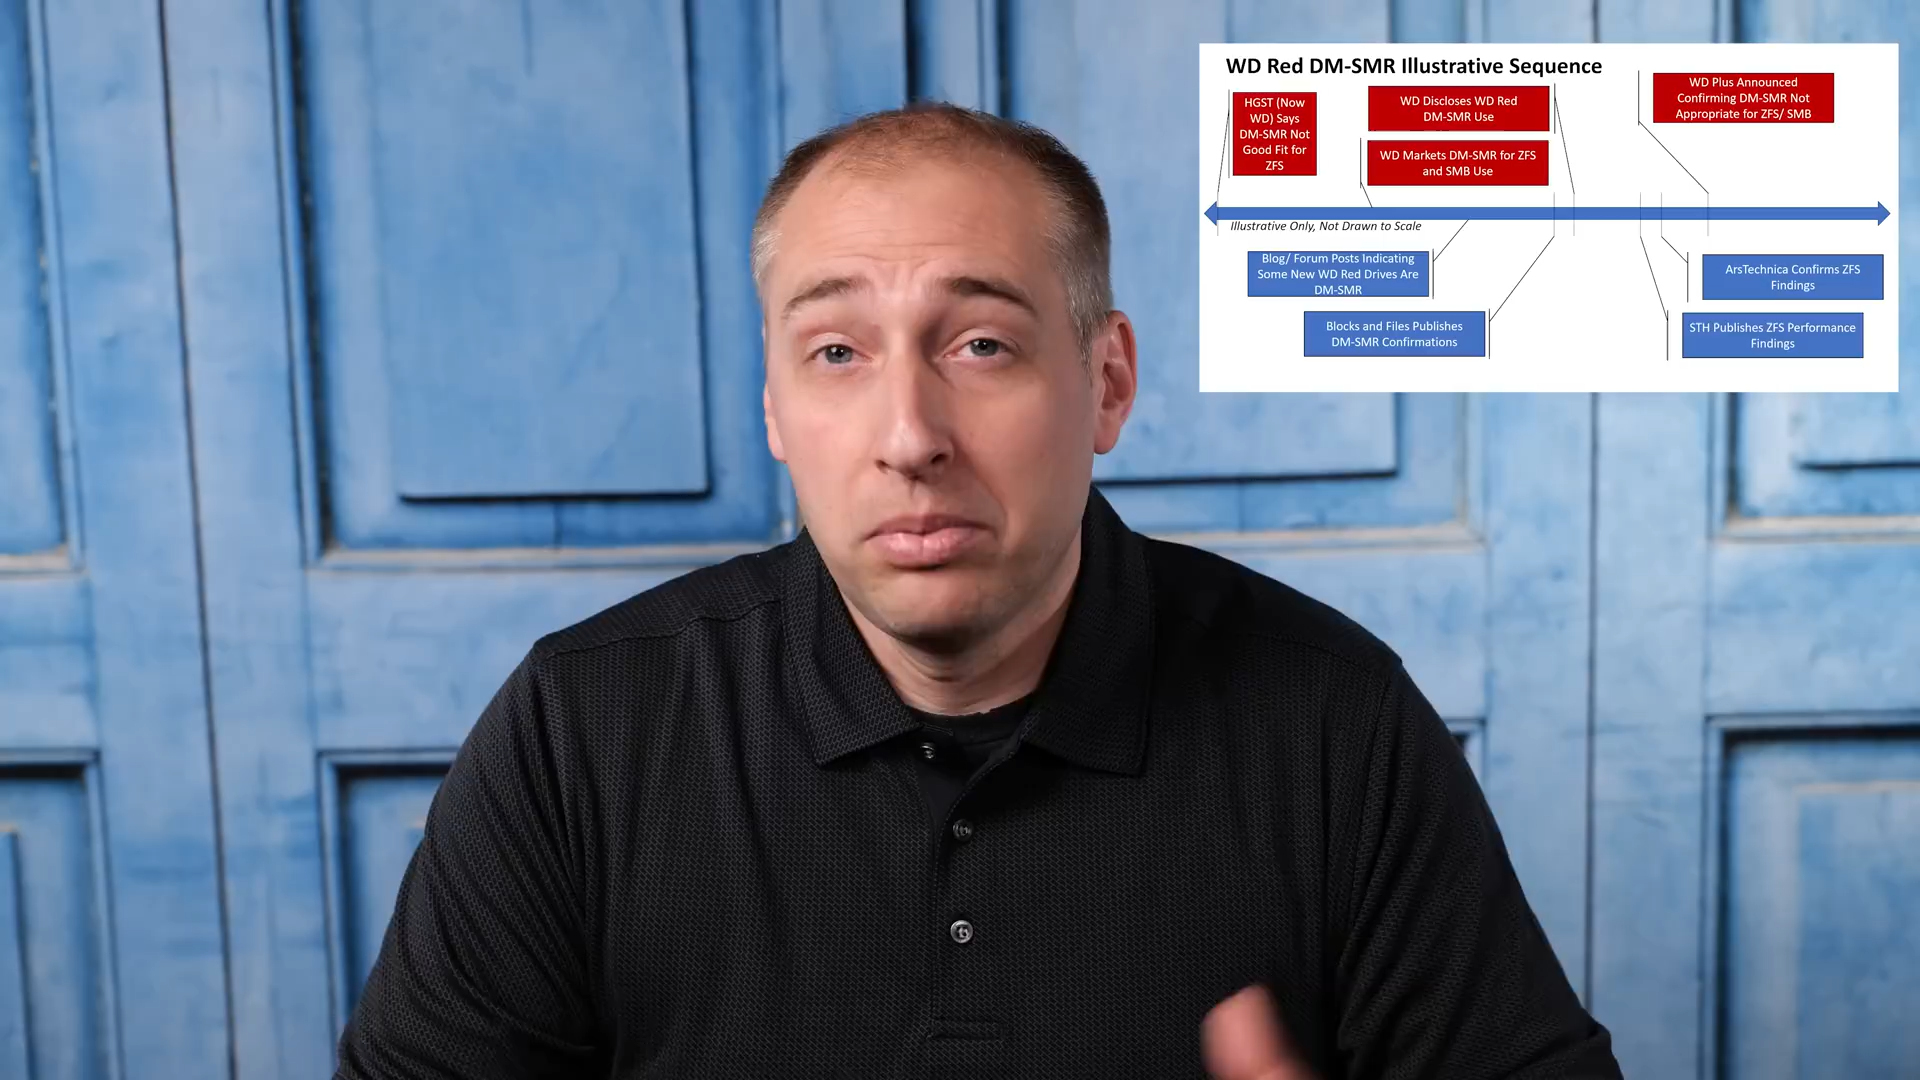 WD Red DM-SMR Illustrative Sequence
HGST (Now
WD) Says
DM-SMR Not
Good Fit for
ZFS
WD Discloses WD Red
DM-SMR Use
WD Markets DM-SMR for ZFS
and SMB Use
WD Plus Announced
Confirming DM-SMR Not
Appropriate for ZFS/ SMB
Illustrative Only, Not Drawn to Scale
Blog/ Forum Posts Indicating
Some New WD Red Drives Are
DM-SMR
Blocks and Files Publishes
DM-SMR Confirmations
ArsTechnica Confirms ZFS
Findings
STH Publishes ZFS Performance
Findings